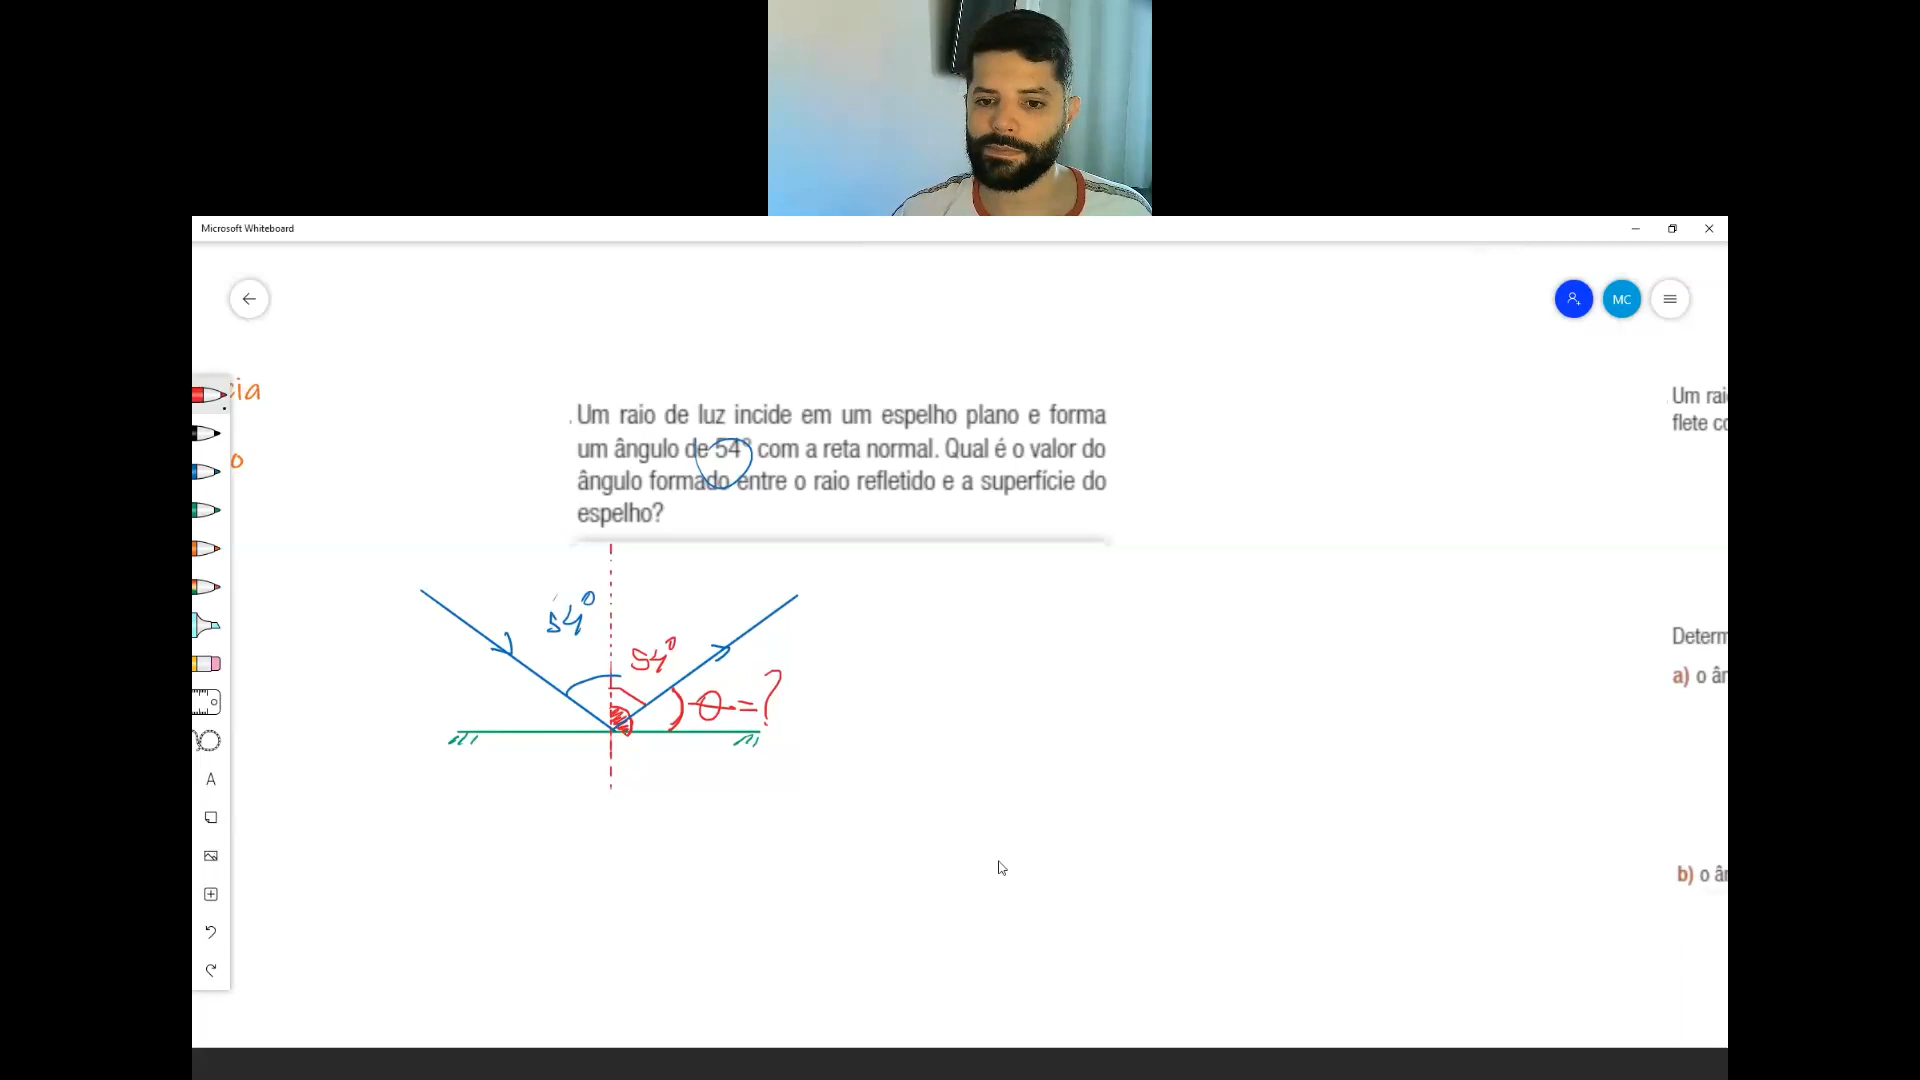 Microsoft Whiteboard
MC
cia
o
Um raio de luz incide em um espelho plano e forma
um ângulo de 54° com a reta normal. Qual é o valor do
ângulo formado entre o raio refletido e a superfície do
espelho?
54°
54°
θ=?
Um rai
flete co
Determ
a) o ân
b) o ân
A